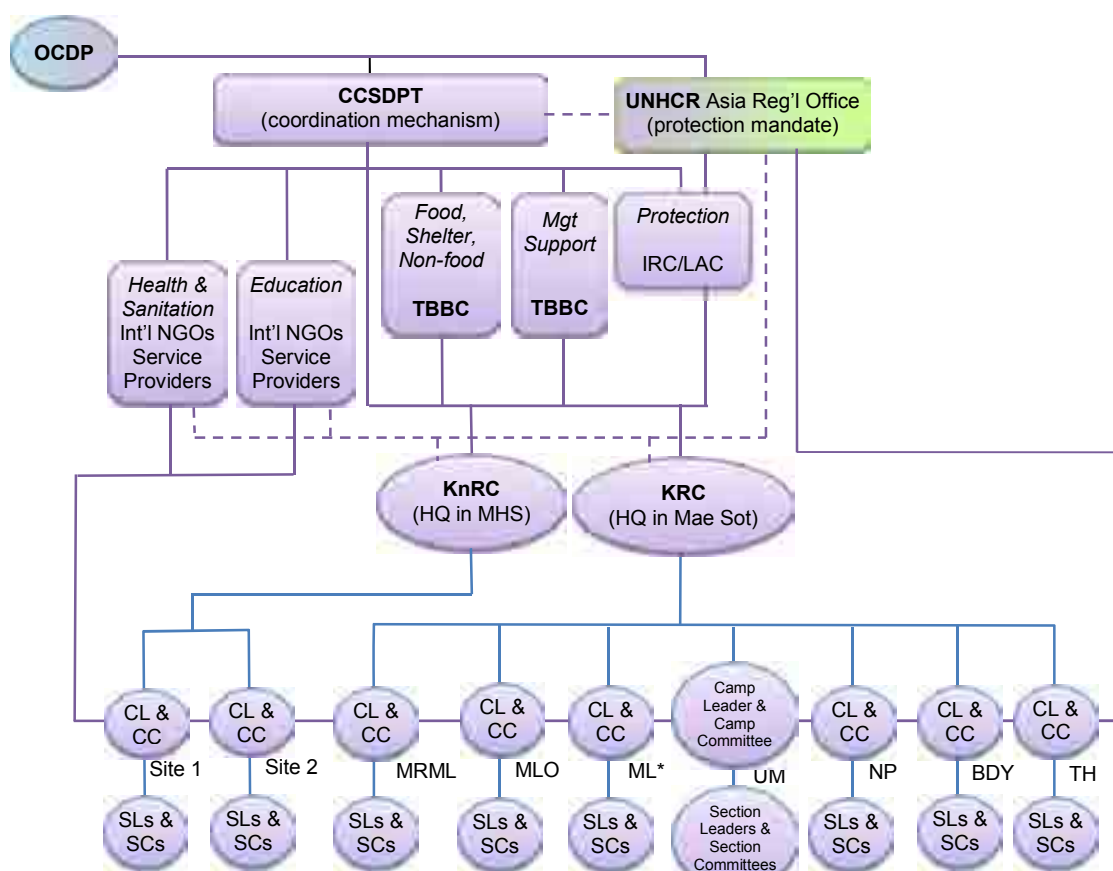 OCDP
CCSDPT
(coordination mechanism)
UNHCR Asia Reg'l Office
(protection mandate)
Food,
Shelter,
Non-food
TBBC
Mgt
Support
TBBC
Protection
IRC/LAC
Health &
Sanitation
Int'l NGOs
Service
Providers
Education
Int'l NGOs
Service
Providers
KnRC
(HQ in MHS)
KRC
(HQ in Mae Sot)
CL &
CC
Site 1
CL &
CC
Site 2
CL &
CC
MRML
CL &
CC
MLO
CL &
CC
ML*
Camp
Leader &
Camp
Committee
UM
CL &
CC
NP
CL &
CC
BDY
CL &
CC
TH
SLs &
SCs
SLs &
SCs
SLs &
SCs
SLs &
SCs
SLs &
SCs
Section
Leaders &
Section
Committees
SLs &
SCs
SLs &
SCs
SLs &
SCs